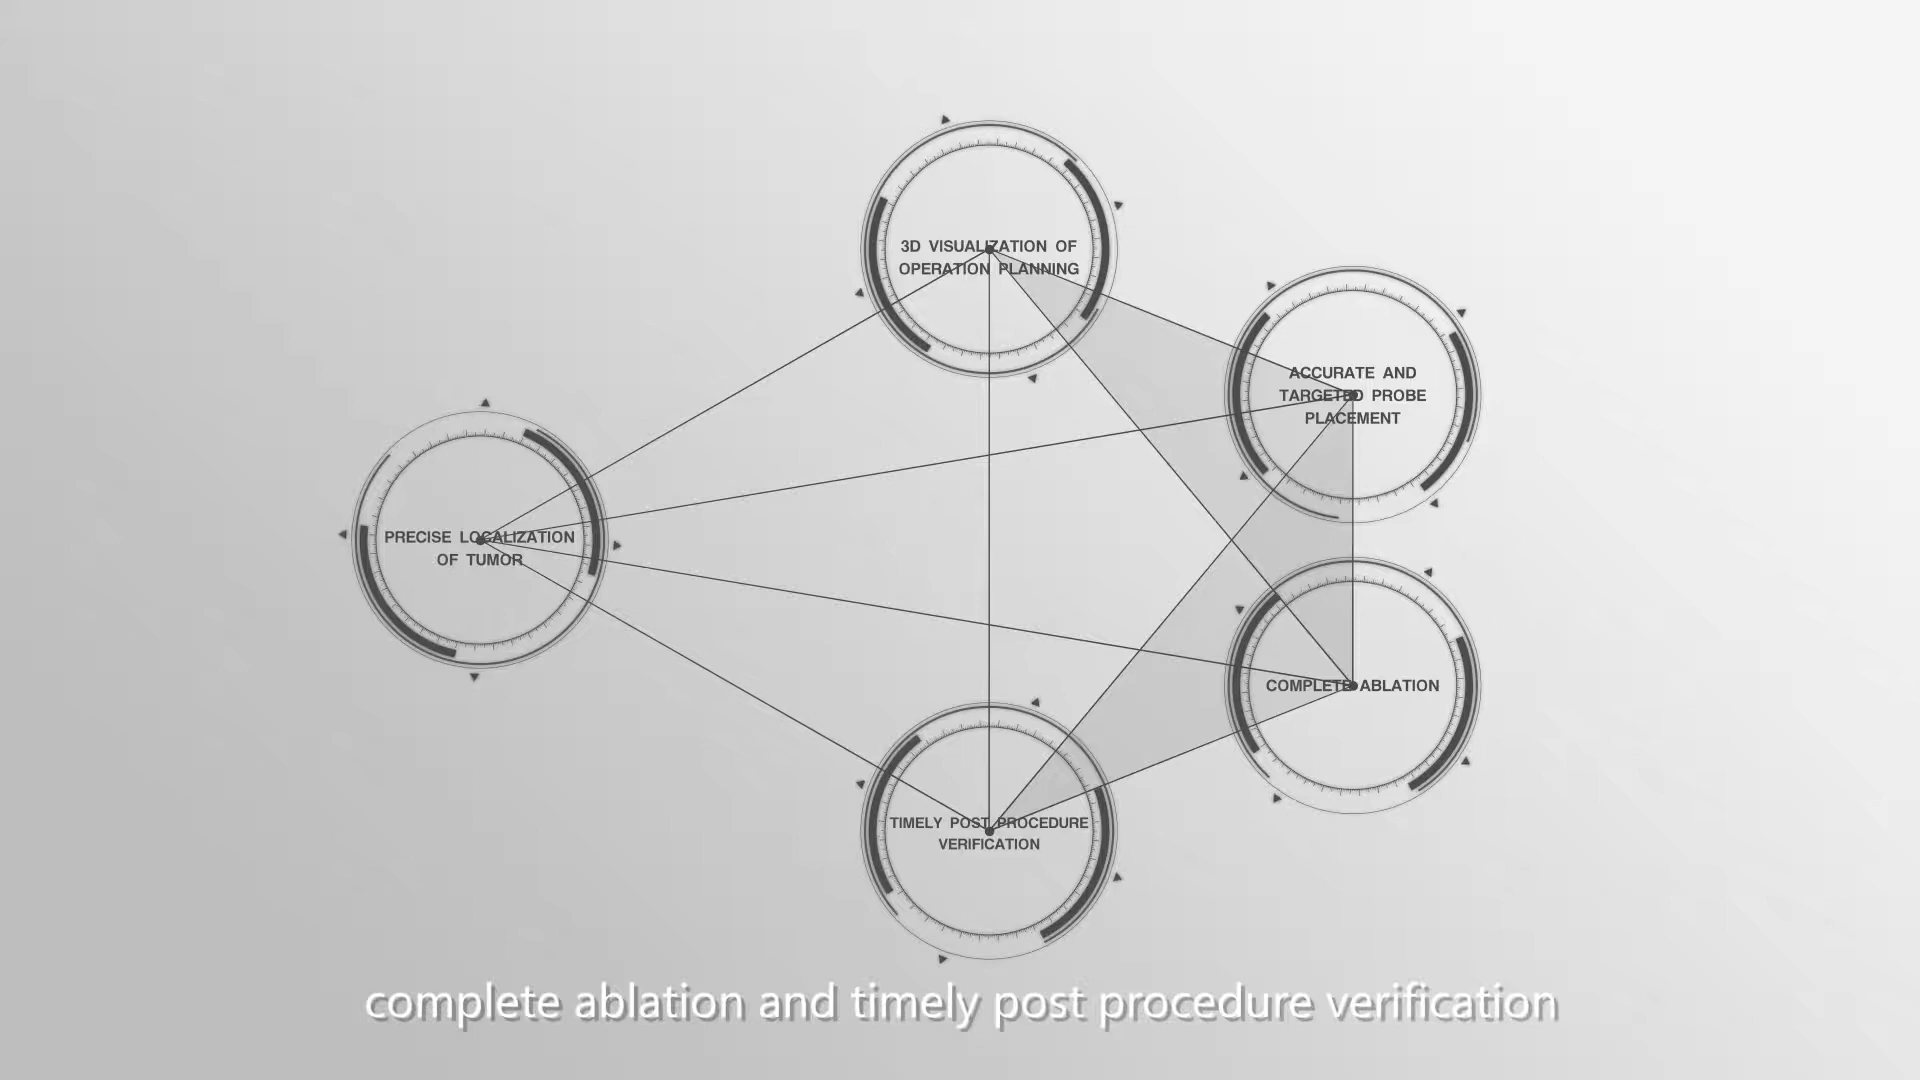 3D VISUALIZATION OF
OPERATION PLANNING
ACCURATE AND
TARGETED PROBE
PLACEMENT
PRECISE LOCALIZATION
OF TUMOR
COMPLETE ABLATION
TIMELY POST PROCEDURE
VERIFICATION
complete ablation and timely post procedure verification